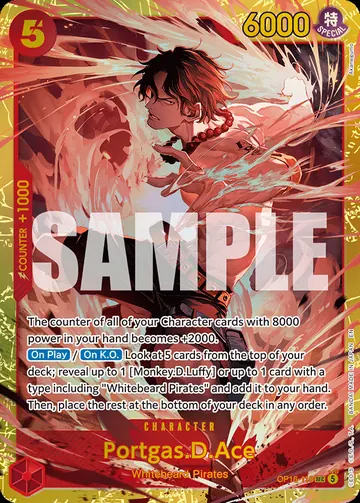 5
6000
特
SPECIAL
COUNTER +1000
SAMPLE
The counter of all of your Character cards with 8000
power in your hand becomes +2000.
On Play / On K.O. Look at 5 cards from the top of your
deck; reveal up to 1 [Monkey.D.Luffy] or up to 1 card with a
type including "Whitebeard Pirates" and add it to your hand.
Then, place the rest at the bottom of your deck in any order.
CHARACTER
Portgas.D.Ace
Whitebeard Pirates
5